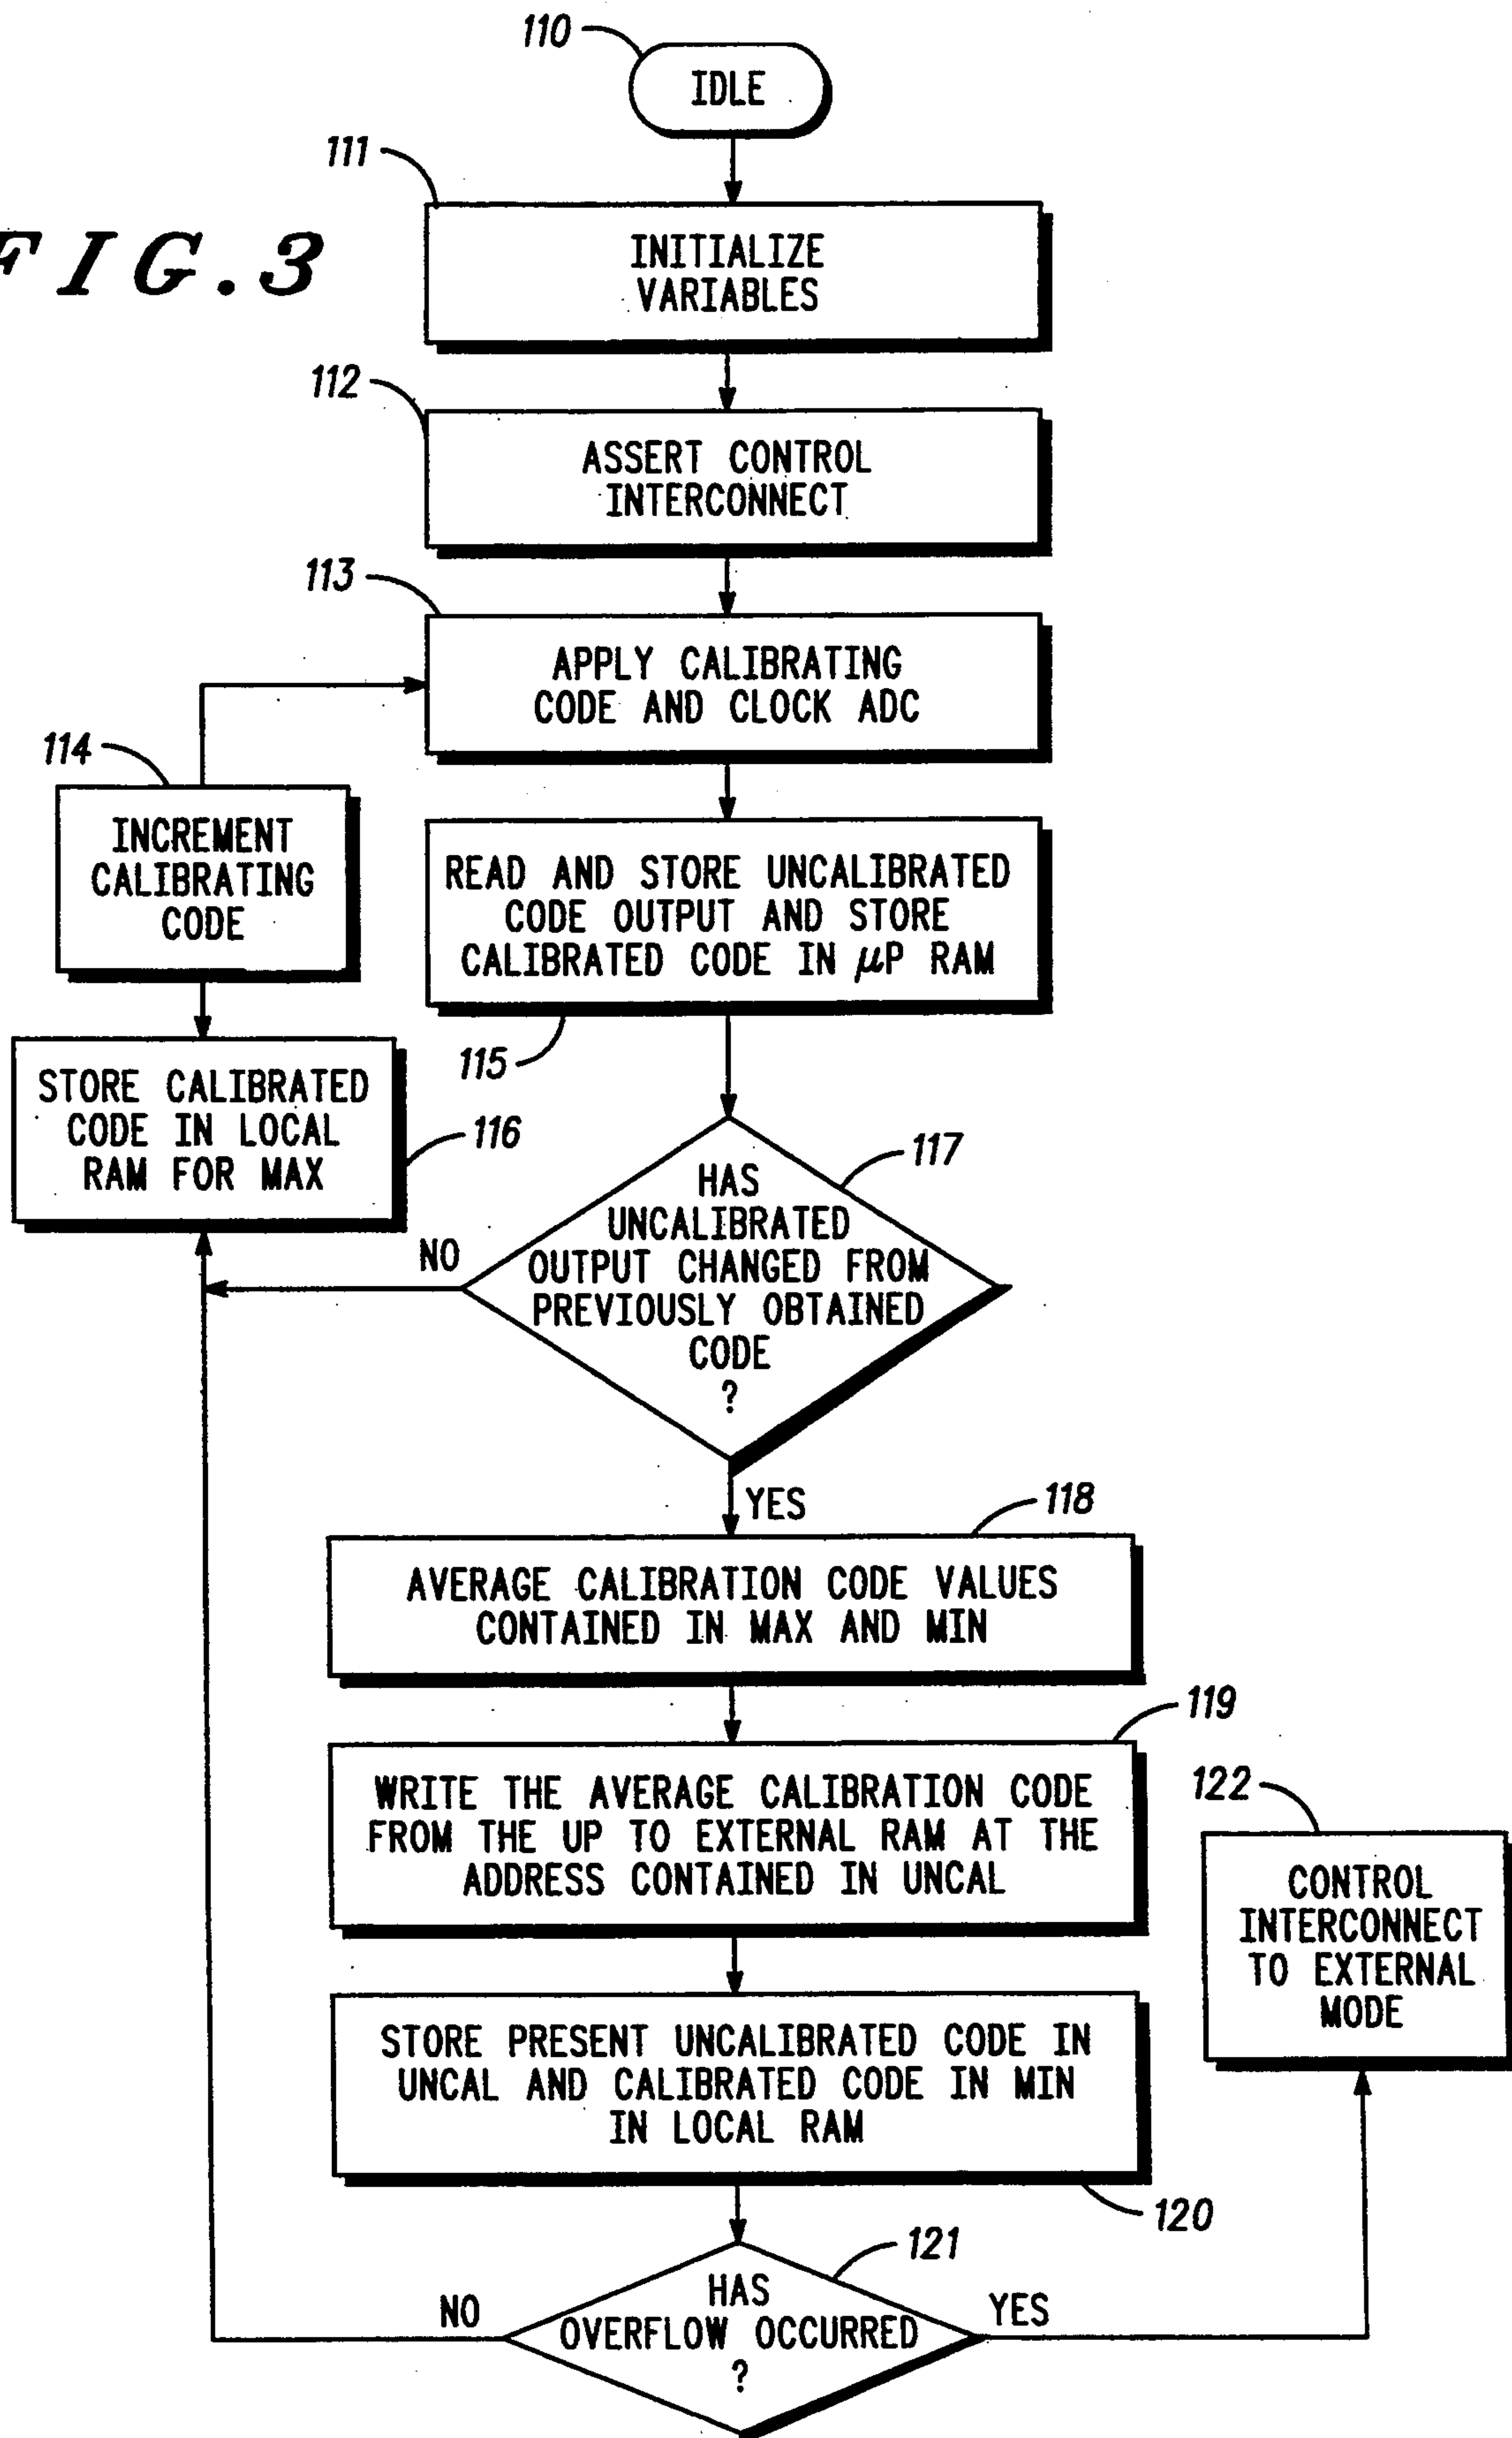 110
IDLE
111
FIG.3
INITIALIZE
VARIABLES
112
ASSERT CONTROL
INTERCONNECT
113
APPLY CALIBRATING
CODE AND CLOCK ADC
114
INCREMENT
CALIBRATING
CODE
READ AND STORE UNCALIBRATED
CODE OUTPUT AND STORE
CALIBRATED CODE IN μP RAM
115
STORE CALIBRATED
CODE IN LOCAL
RAM FOR MAX
116
117
HAS
UNCALIBRATED
OUTPUT CHANGED FROM
PREVIOUSLY OBTAINED
CODE
?
NO
YES
118
AVERAGE CALIBRATION CODE VALUES
CONTAINED IN MAX AND MIN
119
WRITE THE AVERAGE CALIBRATION CODE
FROM THE UP TO EXTERNAL RAM AT THE
ADDRESS CONTAINED IN UNCAL
122
CONTROL
INTERCONNECT
TO EXTERNAL
MODE
STORE PRESENT UNCALIBRATED CODE IN
UNCAL AND CALIBRATED CODE IN MIN
IN LOCAL RAM
120
121
HAS
OVERFLOW OCCURRED
?
NO
YES